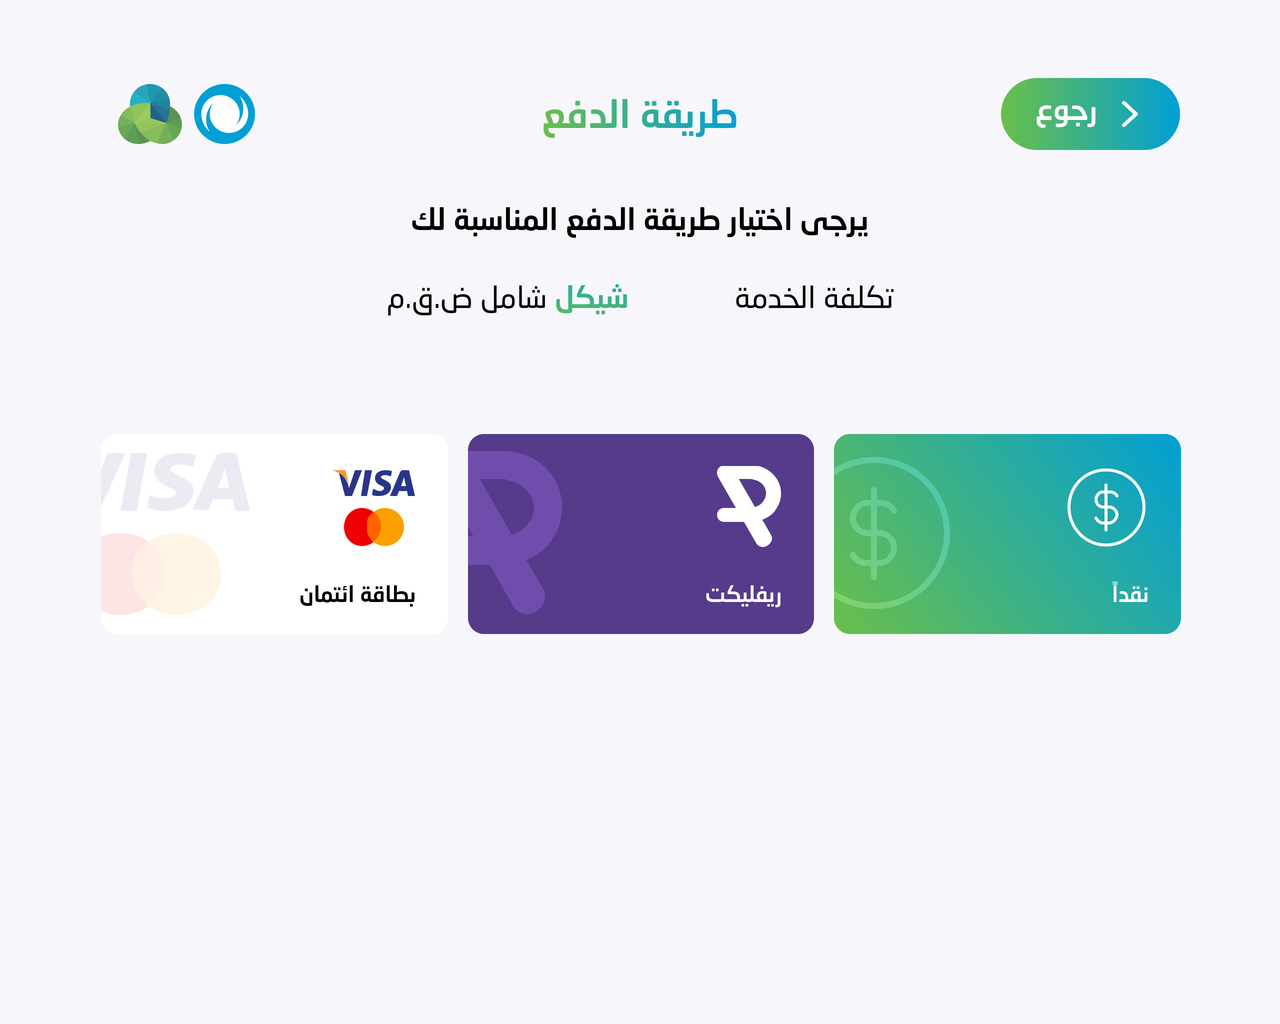 رجوع
طريقة الدفع
يرجى اختيار طريقة الدفع المناسبة لك
تكلفة الخدمة
شيكل شامل ض.ق.م
$
$
نقداً
ريفليكت
VISA
VISA
بطاقة ائتمان